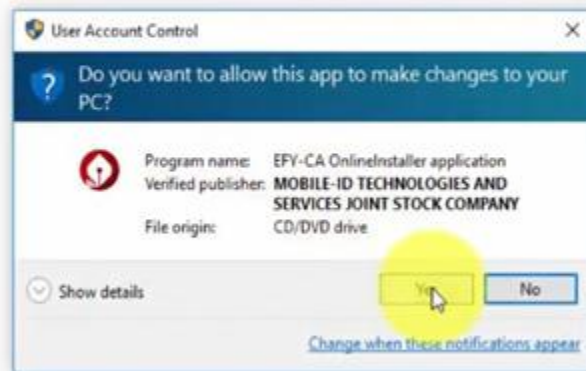 User Account Control
Do you want to allow this app to make changes to your
PC?
Program name: EFY-CA OnlineInstaller application
Verified publisher: MOBILE-ID TECHNOLOGIES AND
SERVICES JOINT STOCK COMPANY
File origin: CD/DVD drive
Show details
Yes
No
Change when these notifications appear